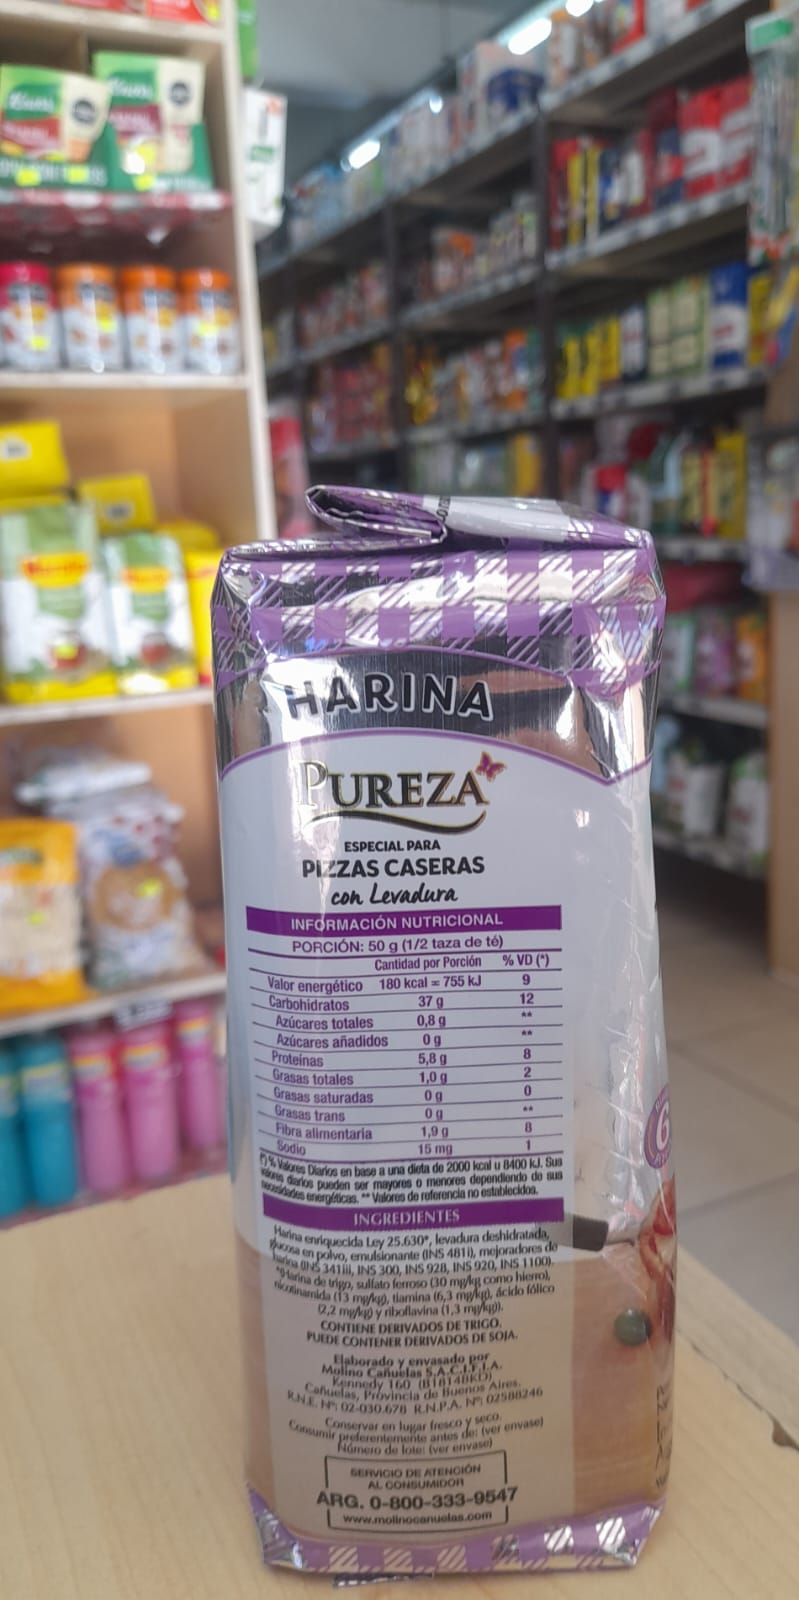 HARINA
PUREZA
ESPECIAL PARA
PIZZAS CASERAS
con Levadura
INFORMACIÓN NUTRICIONAL
PORCIÓN: 50 g (1/2 taza de té)
Cantidad por Porción % VD (*)
Valor energético 180 kcal = 755 kJ 9
Carbohidratos 37 g 12
Azúcares totales 0,8 g **
Azúcares añadidos 0 g **
Proteínas 5,8 g 8
Grasas totales 1,0 g 2
Grasas saturadas 0 g 0
Grasas trans 0 g **
Fibra alimentaria 1,9 g 8
Sodio 15 mg 1
(*) % Valores Diarios en base a una dieta de 2000 kcal u 8400 kJ. Sus
valores diarios pueden ser mayores o menores dependiendo de sus
necesidades energéticas. ** Valores de referencia no establecidos.
INGREDIENTES
Harina enriquecida Ley 25.630*, levadura deshidratada,
glucosa en polvo, emulsionante (INS 481i), mejoradores de
harina (INS 341iii, INS 300, INS 928, INS 920, INS 1100).
*(Harina de trigo, sulfato ferroso (30 mg/kg como hierro),
nicotinamida (13 mg/kg), tiamina (6,3 mg/kg), ácido fólico
(2,2 mg/kg) y riboflavina (1,3 mg/kg)).
CONTIENE DERIVADOS DE TRIGO.
PUEDE CONTENER DERIVADOS DE SOJA.
Elaborado y envasado por
Molino Cañuelas S.A.C.I.F.I.A.
Kennedy 160 (B1814BKD)
Cañuelas, Provincia de Buenos Aires.
R.N.E. Nº: 02-030.678 R.N.P.A. Nº: 02588246
Conservar en lugar fresco y seco.
Consumir preferentemente antes de: (ver envase)
Número de lote: (ver envase)
SERVICIO DE ATENCIÓN
AL CONSUMIDOR
ARG. 0-800-333-9547
www.molinocanuelas.com
6
Knorr